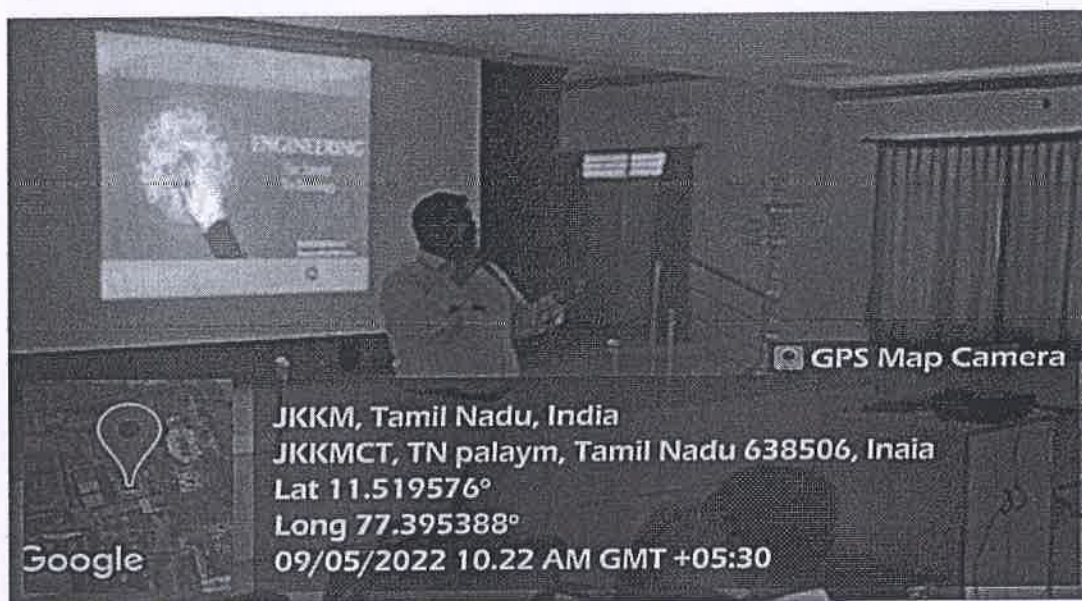 ENGINEERING
GPS Map Camera
JKKM, Tamil Nadu, India
JKKMCT, TN palaym, Tamil Nadu 638506, Inaia
Lat 11.519576°
Long 77.395388°
09/05/2022 10.22 AM GMT +05:30
Google